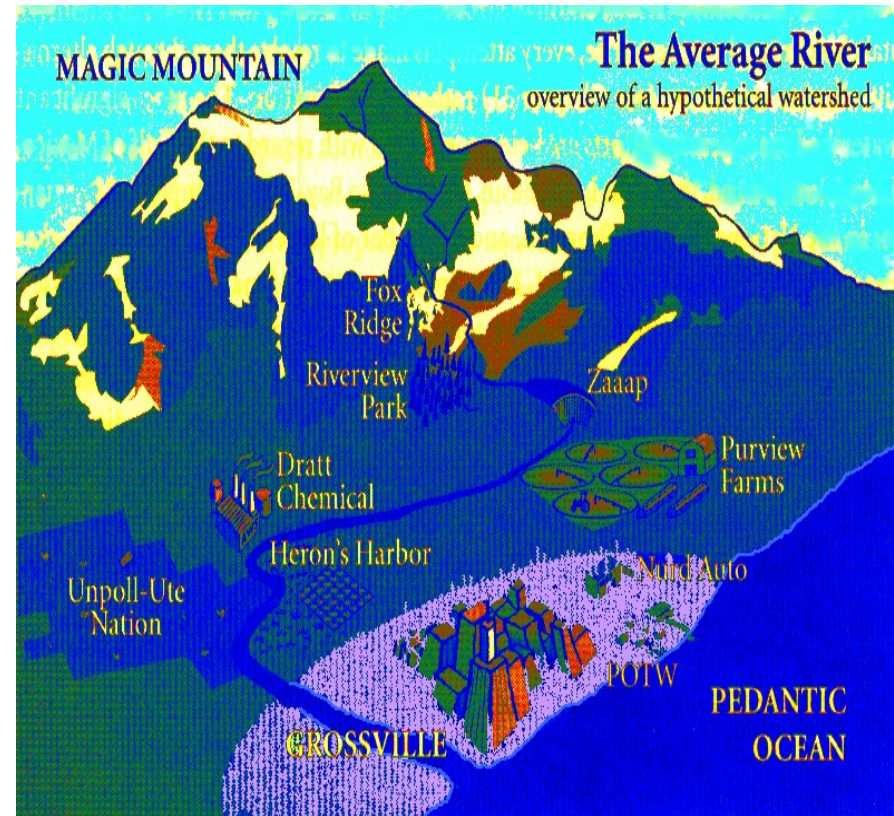 MAGIC MOUNTAIN
The Average River
overview of a hypothetical watershed
Fox
Ridge
Riverview
Park
Zaaap
Dratt
Chemical
Purview
Farms
Heron's Harbor
Unpoll-Ute
Nation
Nurd Auto
POTW
GROSSVILLE
PEDANTIC
OCEAN